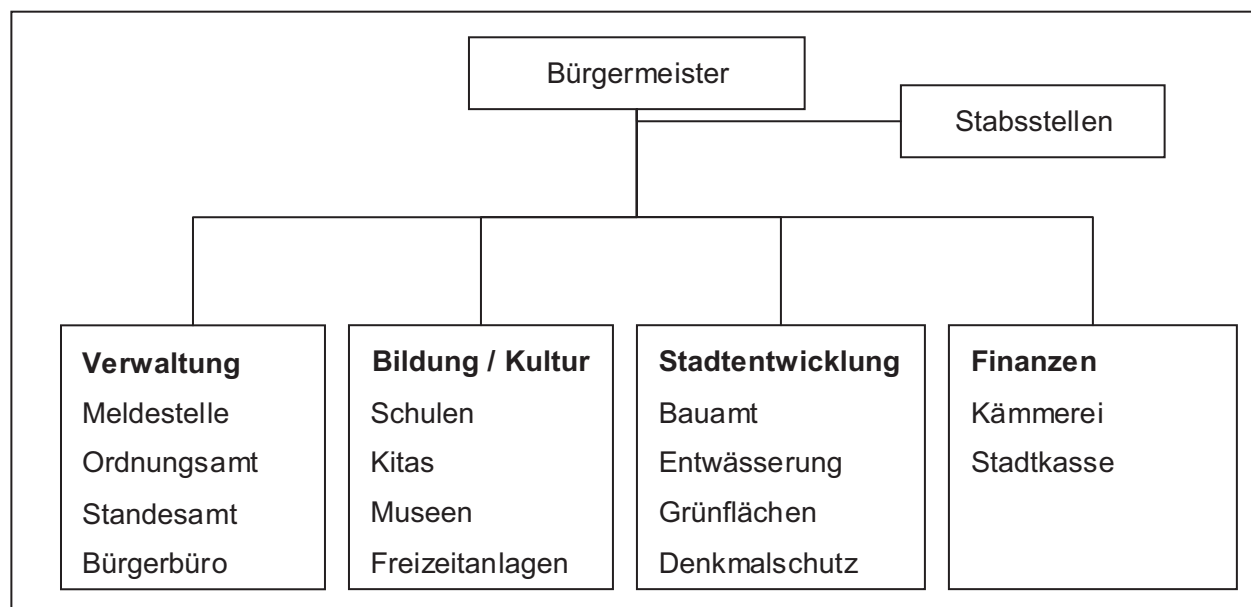 Bürgermeister
Stabsstellen
Verwaltung
Meldestelle
Ordnungsamt
Standesamt
Bürgerbüro
Bildung / Kultur
Schulen
Kitas
Museen
Freizeitanlagen
Stadtentwicklung
Bauamt
Entwässerung
Grünflächen
Denkmalschutz
Finanzen
Kämmerei
Stadtkasse